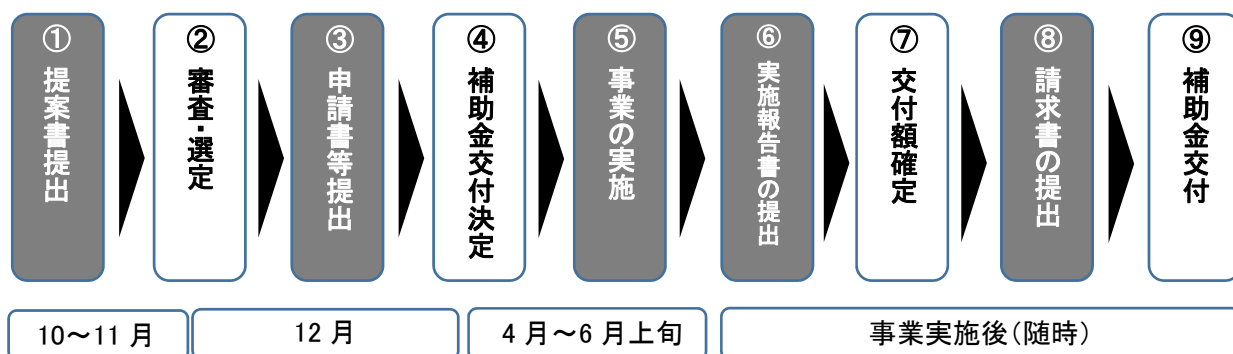 ①提案書提出
②審査・選定
③申請書等提出
④補助金交付決定
⑤事業の実施
⑥実施報告書の提出
⑦交付額確定
⑧請求書の提出
⑨補助金交付
10～11 月
12 月
4 月～6 月上旬
事業実施後（随時）